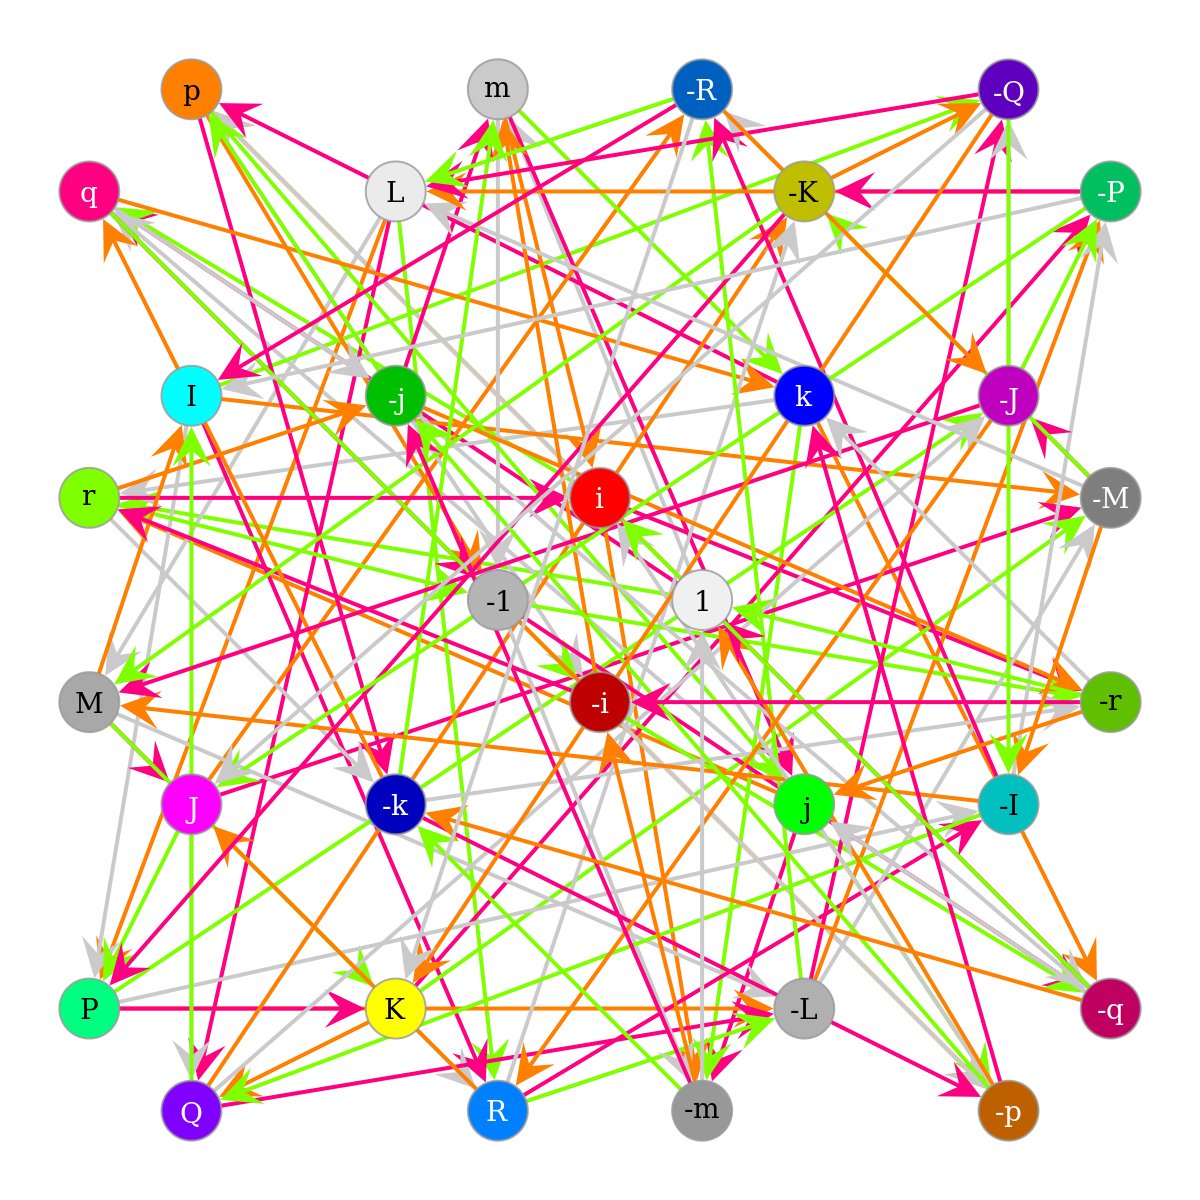 p m -R -Q
q L -K -P
I -j k -J
r i -M
-1 1
M -i -r
J -k j -I
P K -L -q
Q R -m -p